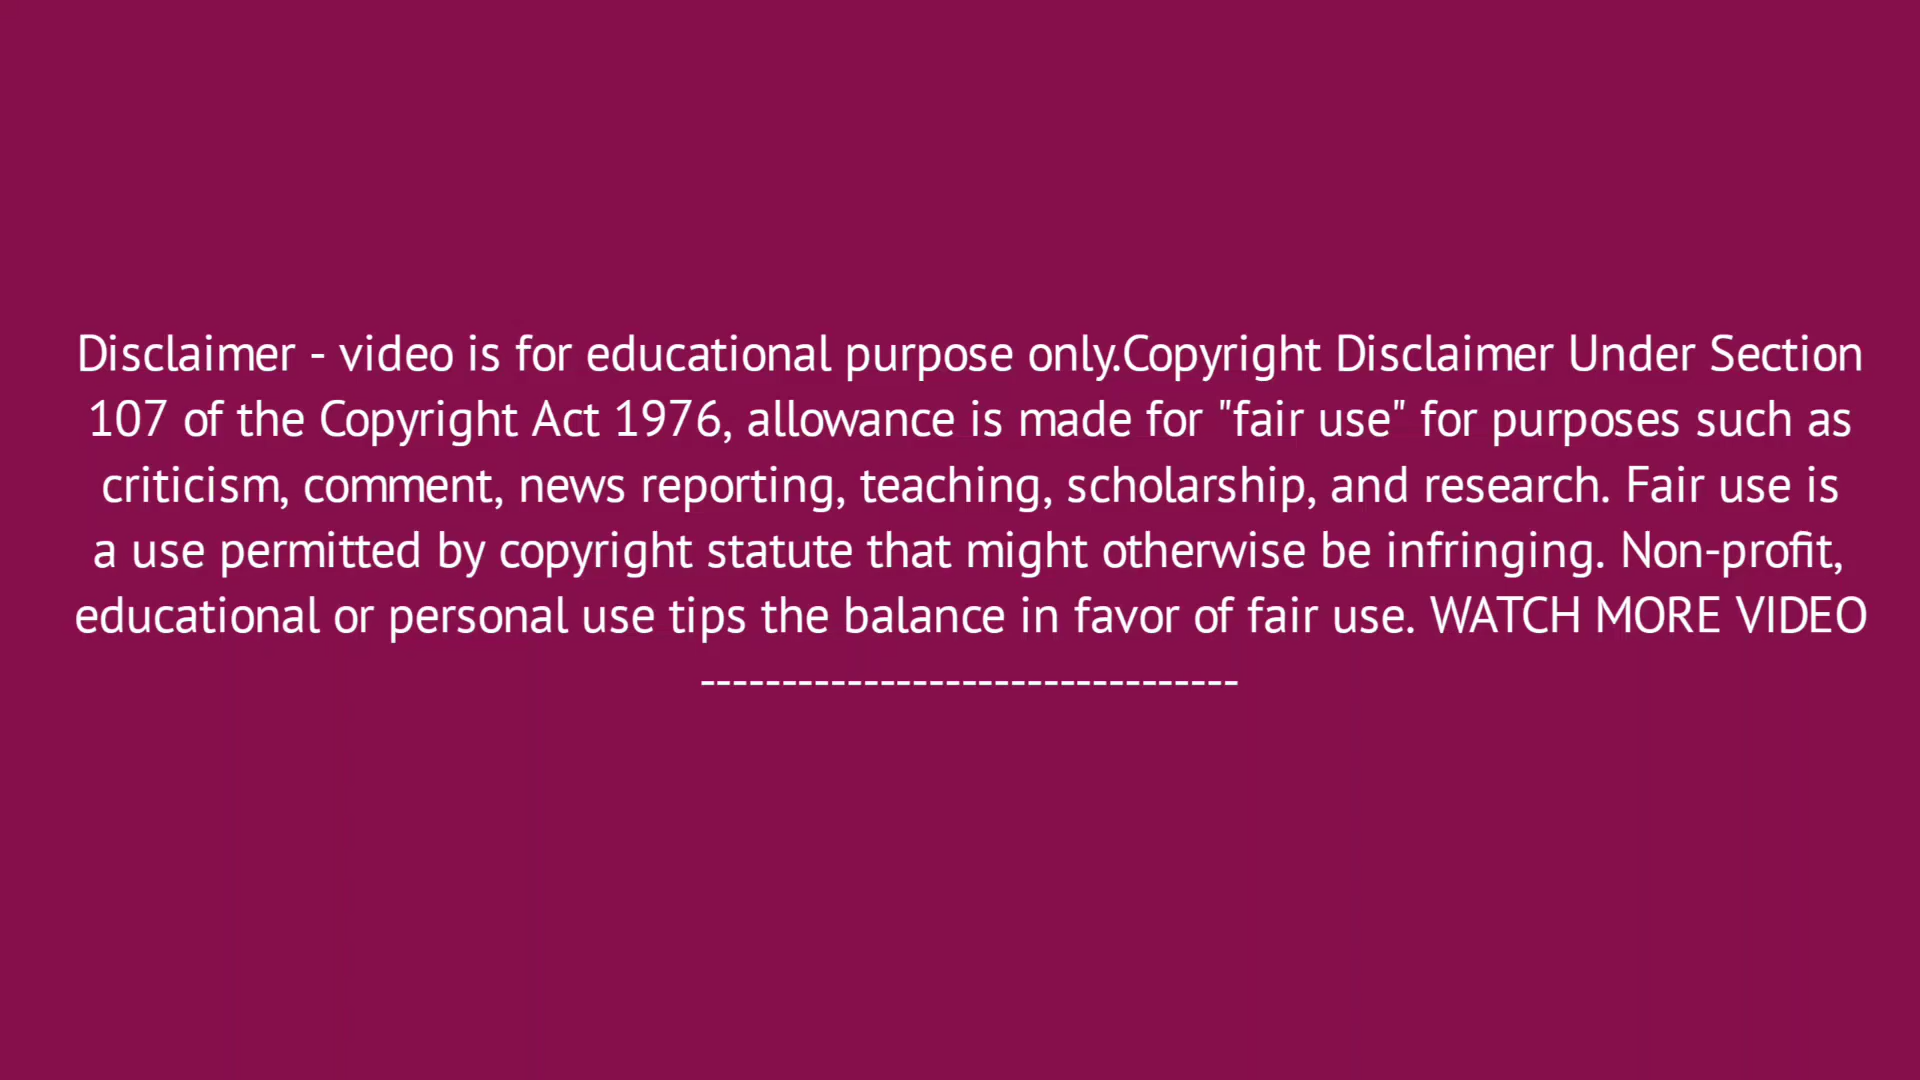 Disclaimer - video is for educational purpose only.Copyright Disclaimer Under Section
107 of the Copyright Act 1976, allowance is made for "fair use" for purposes such as
criticism, comment, news reporting, teaching, scholarship, and research. Fair use is
a use permitted by copyright statute that might otherwise be infringing. Non-profit,
educational or personal use tips the balance in favor of fair use. WATCH MORE VIDEO
---------------------------------